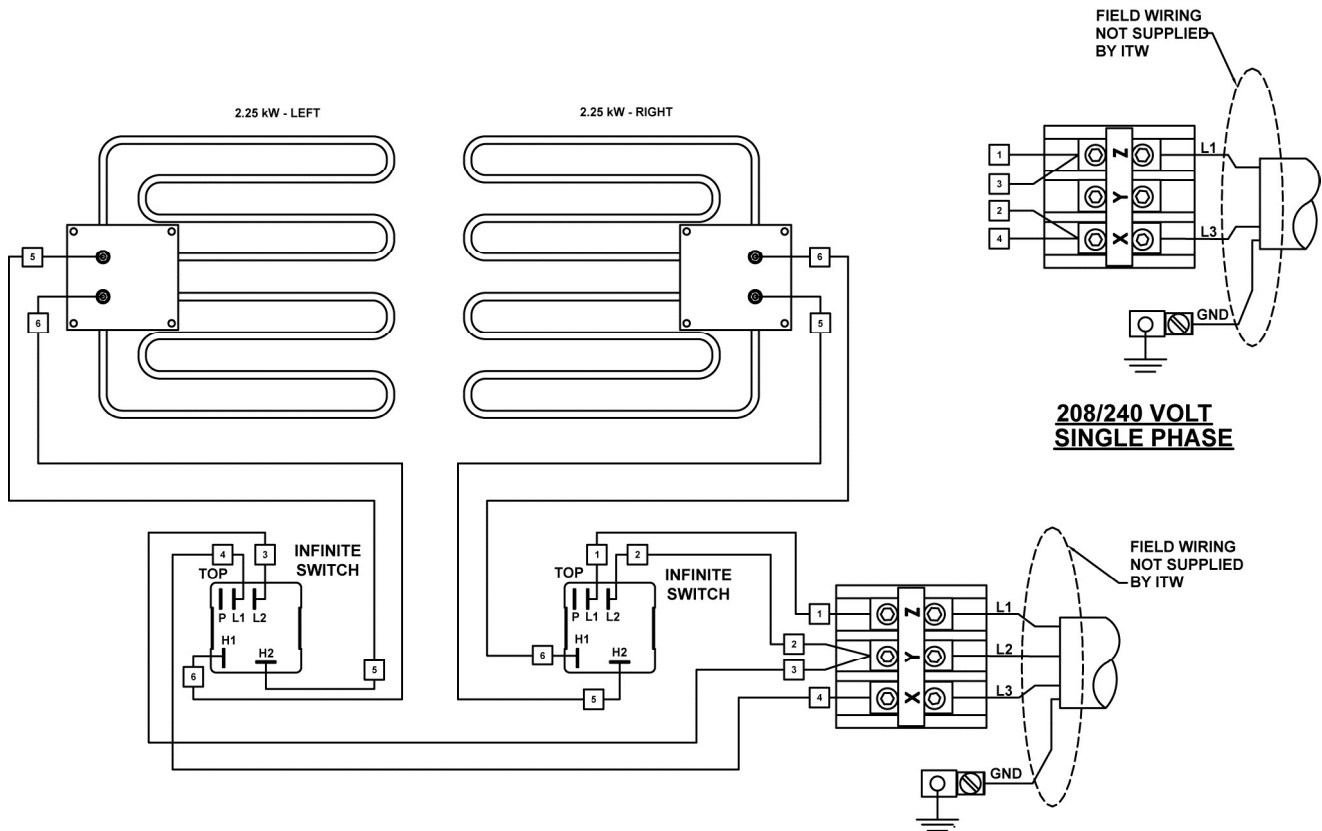 FIELD WIRING
NOT SUPPLIED
BY ITW
2.25 kW - LEFT
2.25 kW - RIGHT
1
3
2
4
Z
Y
X
L1
L3
GND
208/240 VOLT
SINGLE PHASE
5
6
6
5
4
3
TOP
INFINITE
SWITCH
P L1 L2
H1
H2
6
5
1
2
TOP
INFINITE
SWITCH
P L1 L2
H1
H2
6
5
1
2
3
4
Z
Y
X
L1
L2
L3
GND
FIELD WIRING
NOT SUPPLIED
BY ITW